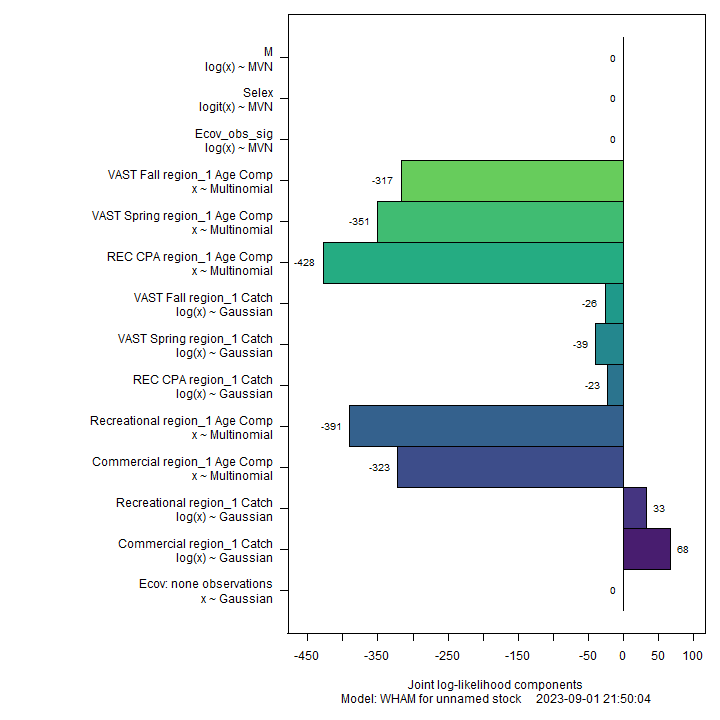 M
log(x) ~ MVN
0
Selex
logit(x) ~ MVN
0
Ecov_obs_sig
log(x) ~ MVN
0
VAST Fall region_1 Age Comp
x ~ Multinomial
-317
VAST Spring region_1 Age Comp
x ~ Multinomial
-351
REC CPA region_1 Age Comp
x ~ Multinomial
-428
VAST Fall region_1 Catch
log(x) ~ Gaussian
-26
VAST Spring region_1 Catch
log(x) ~ Gaussian
-39
REC CPA region_1 Catch
log(x) ~ Gaussian
-23
Recreational region_1 Age Comp
x ~ Multinomial
-391
Commercial region_1 Age Comp
x ~ Multinomial
-323
Recreational region_1 Catch
log(x) ~ Gaussian
33
Commercial region_1 Catch
log(x) ~ Gaussian
68
Ecov: none observations
x ~ Gaussian
0
-450 -350 -250 -150 -50 0 50 100
Joint log-likelihood components
Model: WHAM for unnamed stock 2023-09-01 21:50:04